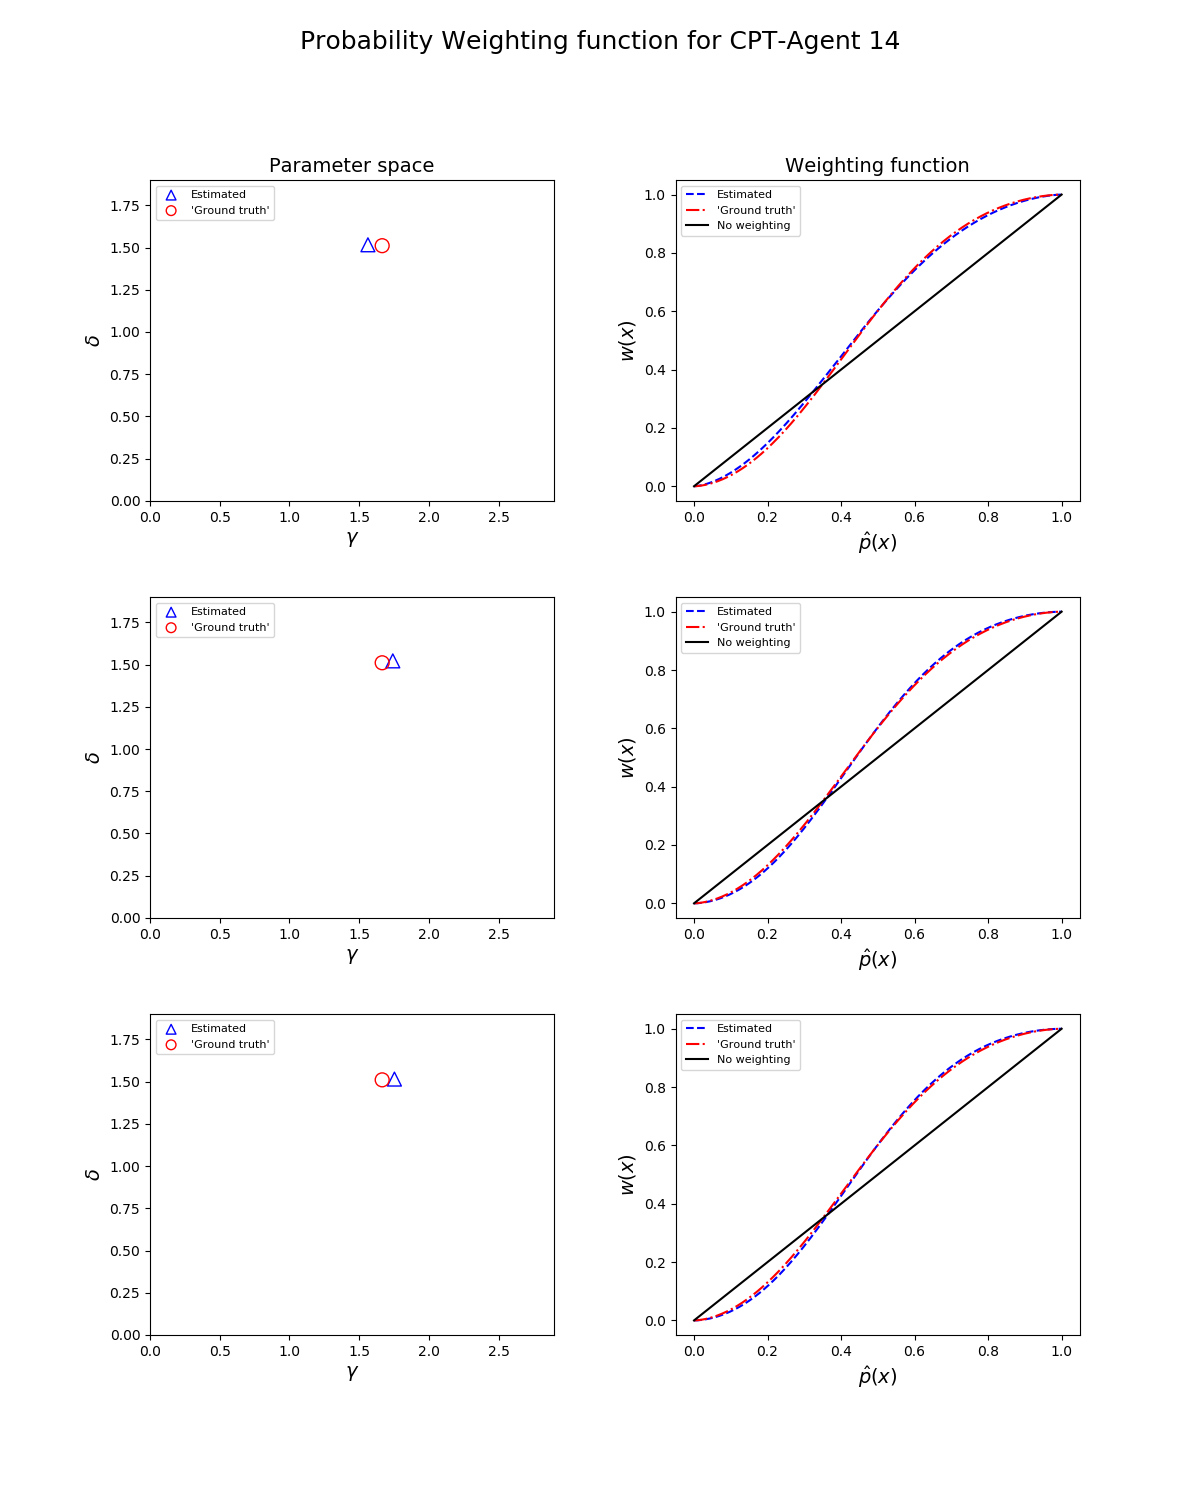 Probability Weighting function for CPT-Agent 14
Parameter space
Estimated
'Ground truth'
1.75
1.50
1.25
1.00
0.75
0.50
0.25
0.00
δ
0.0 0.5 1.0 1.5 2.0 2.5
γ
Weighting function
Estimated
'Ground truth'
No weighting
1.0
0.8
0.6
0.4
0.2
0.0
w(x)
0.0 0.2 0.4 0.6 0.8 1.0
p̂(x)
Estimated
'Ground truth'
1.75
1.50
1.25
1.00
0.75
0.50
0.25
0.00
δ
0.0 0.5 1.0 1.5 2.0 2.5
γ
Estimated
'Ground truth'
No weighting
1.0
0.8
0.6
0.4
0.2
0.0
w(x)
0.0 0.2 0.4 0.6 0.8 1.0
p̂(x)
Estimated
'Ground truth'
1.75
1.50
1.25
1.00
0.75
0.50
0.25
0.00
δ
0.0 0.5 1.0 1.5 2.0 2.5
γ
Estimated
'Ground truth'
No weighting
1.0
0.8
0.6
0.4
0.2
0.0
w(x)
0.0 0.2 0.4 0.6 0.8 1.0
p̂(x)